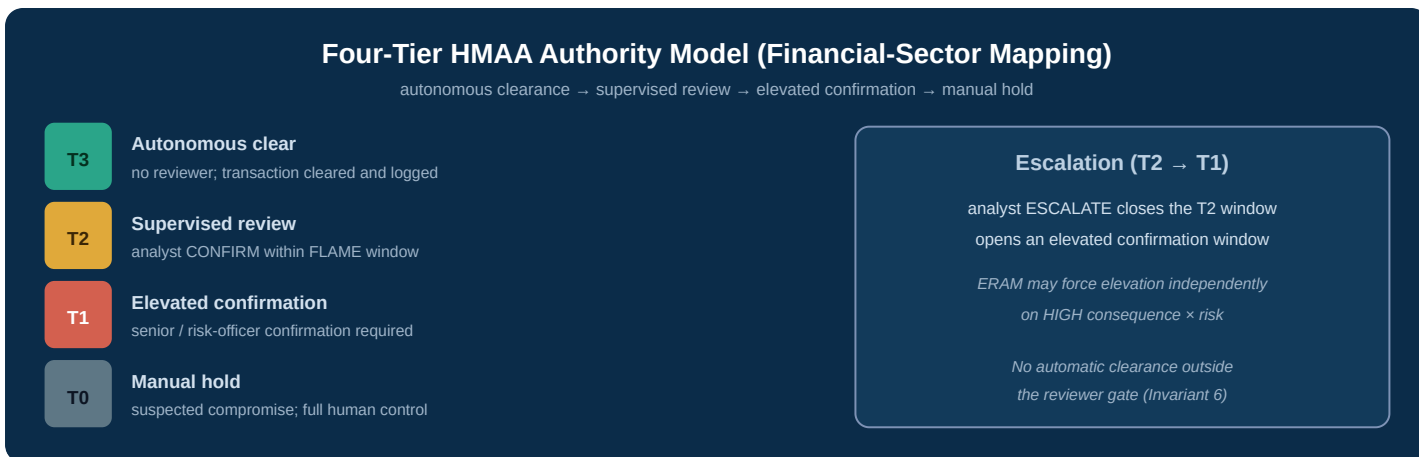 Four-Tier HMAA Authority Model (Financial-Sector Mapping)
autonomous clearance → supervised review → elevated confirmation → manual hold
T3
Autonomous clear
no reviewer; transaction cleared and logged
T2
Supervised review
analyst CONFIRM within FLAME window
T1
Elevated confirmation
senior / risk-officer confirmation required
T0
Manual hold
suspected compromise; full human control
Escalation (T2 → T1)
analyst ESCALATE closes the T2 window
opens an elevated confirmation window
ERAM may force elevation independently
on HIGH consequence × risk
No automatic clearance outside
the reviewer gate (Invariant 6)